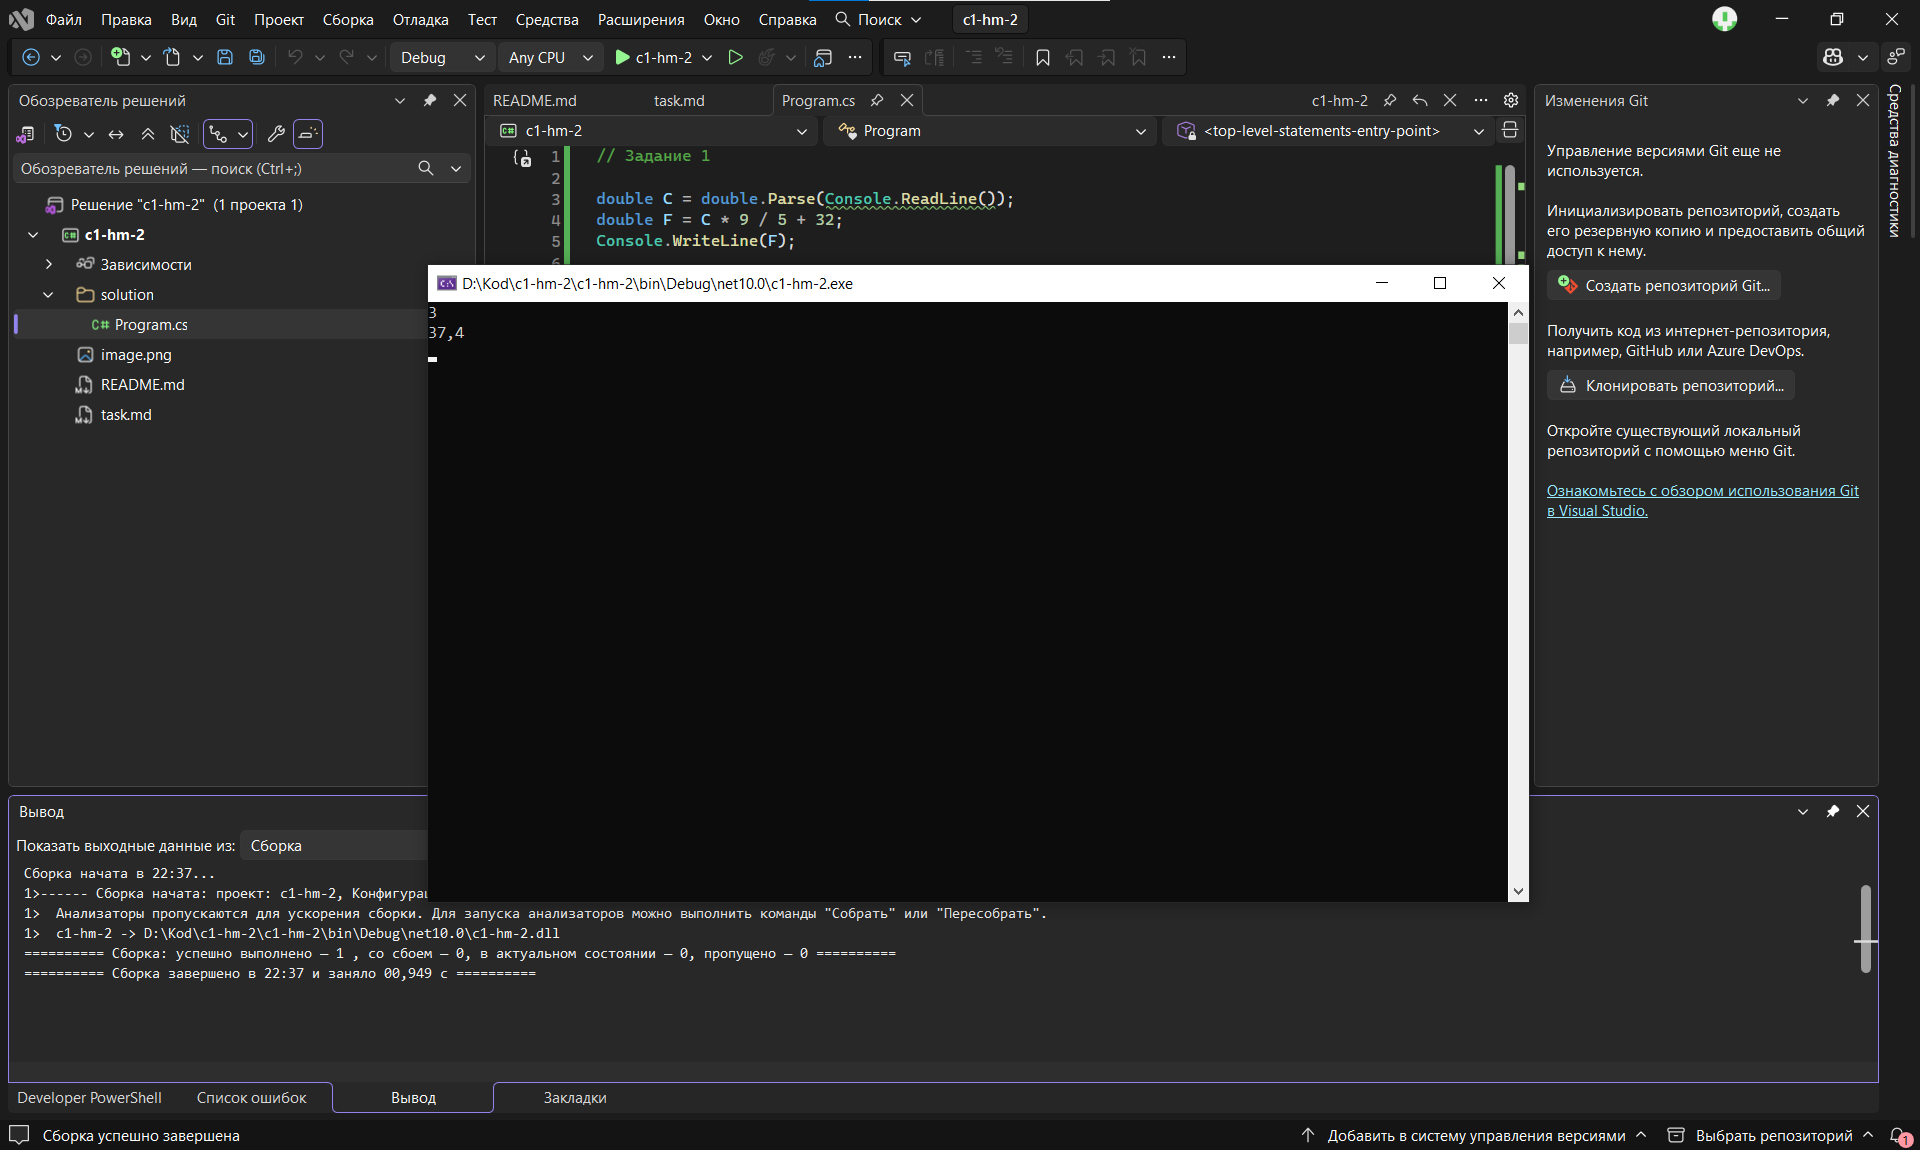 Файл Правка Вид Git Проект Сборка Отладка Тест Средства Расширения Окно Справка Поиск c1-hm-2
Debug Any CPU c1-hm-2
Обозреватель решений
Обозреватель решений — поиск (Ctrl+;)
Решение "c1-hm-2" (1 проекта 1)
c1-hm-2
Зависимости
solution
C# Program.cs
image.png
README.md
task.md
README.md task.md Program.cs c1-hm-2
c1-hm-2 Program <top-level-statements-entry-point>
1 // Задание 1
2
3 double C = double.Parse(Console.ReadLine());
4 double F = C * 9 / 5 + 32;
5 Console.WriteLine(F);
6
D:\Kod\c1-hm-2\c1-hm-2\bin\Debug\net10.0\c1-hm-2.exe
3
37,4
Изменения Git
Управление версиями Git еще не
используется.
Инициализировать репозиторий, создать
его резервную копию и предоставить общий
доступ к нему.
Создать репозиторий Git...
Получить код из интернет-репозитория,
например, GitHub или Azure DevOps.
Клонировать репозиторий...
Откройте существующий локальный
репозиторий с помощью меню Git.
Ознакомьтесь с обзором использования Git
в Visual Studio.
Средства диагностики
Вывод
Показать выходные данные из: Сборка
Сборка начата в 22:37...
1>------ Сборка начата: проект: c1-hm-2, Конфигурац
1> Анализаторы пропускаются для ускорения сборки. Для запуска анализаторов можно выполнить команды "Собрать" или "Пересобрать".
1> c1-hm-2 -> D:\Kod\c1-hm-2\c1-hm-2\bin\Debug\net10.0\c1-hm-2.dll
========== Сборка: успешно выполнено – 1 , со сбоем – 0, в актуальном состоянии – 0, пропущено – 0 ==========
========== Сборка завершено в 22:37 и заняло 00,949 с ==========
Developer PowerShell Список ошибок Вывод Закладки
Сборка успешно завершена Добавить в систему управления версиями Выбрать репозиторий 1